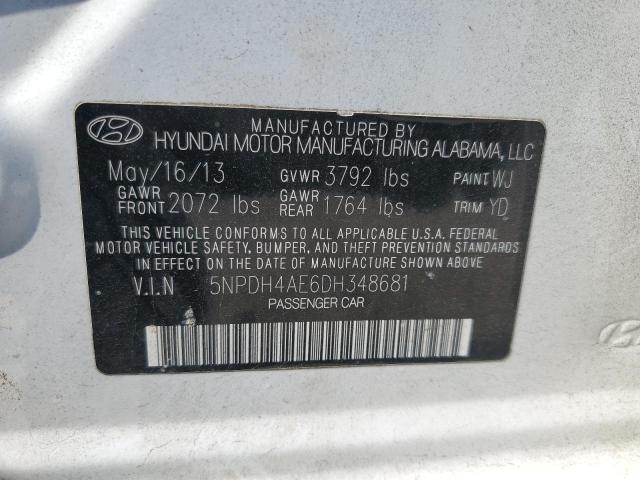 MANUFACTURED BY
HYUNDAI MOTOR MANUFACTURING ALABAMA, LLC
May/16/13 GVWR 3792 lbs PAINT WJ
GAWR FRONT 2072 lbs GAWR REAR 1764 lbs TRIM YD
THIS VEHICLE CONFORMS TO ALL APPLICABLE U.S.A. FEDERAL
MOTOR VEHICLE SAFETY, BUMPER, AND THEFT PREVENTION STANDARDS
IN EFFECT ON THE DATE OF MANUFACTURE SHOWN ABOVE.
V.I.N 5NPDH4AE6DH348681
PASSENGER CAR